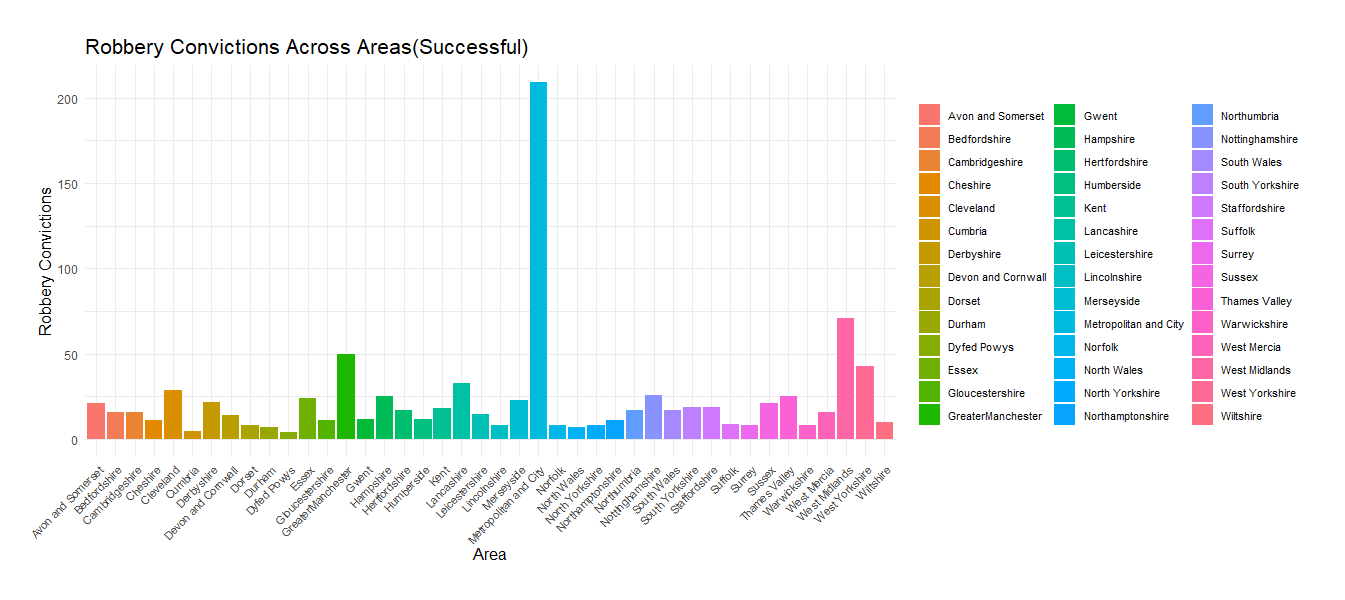 Robbery Convictions Across Areas(Successful)
Robbery Convictions
200
150
100
50
0
Avon and Somerset
Bedfordshire
Cambridgeshire
Cheshire
Cleveland
Cumbria
Derbyshire
Devon and Cornwall
Dorset
Durham
Dyfed Powys
Essex
Gloucestershire
GreaterManchester
Gwent
Hampshire
Hertfordshire
Humberside
Kent
Lancashire
Leicestershire
Lincolnshire
Merseyside
Metropolitan and City
Norfolk
North Wales
North Yorkshire
Northamptonshire
Northumbria
Nottinghamshire
South Wales
South Yorkshire
Staffordshire
Suffolk
Surrey
Sussex
Thames Valley
Warwickshire
West Mercia
West Midlands
West Yorkshire
Wiltshire
Area
Avon and Somerset
Bedfordshire
Cambridgeshire
Cheshire
Cleveland
Cumbria
Derbyshire
Devon and Cornwall
Dorset
Durham
Dyfed Powys
Essex
Gloucestershire
GreaterManchester
Gwent
Hampshire
Hertfordshire
Humberside
Kent
Lancashire
Leicestershire
Lincolnshire
Merseyside
Metropolitan and City
Norfolk
North Wales
North Yorkshire
Northamptonshire
Northumbria
Nottinghamshire
South Wales
South Yorkshire
Staffordshire
Suffolk
Surrey
Sussex
Thames Valley
Warwickshire
West Mercia
West Midlands
West Yorkshire
Wiltshire